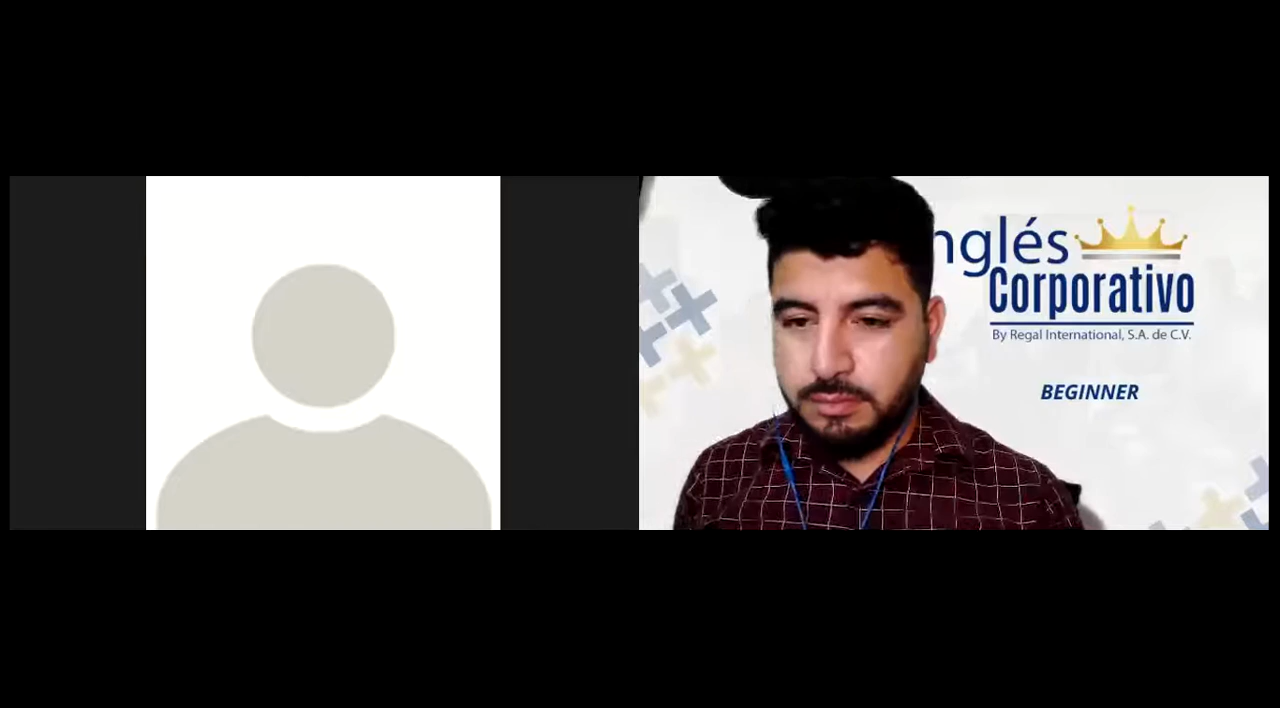 nglés
Corporativo
By Regal International, S.A. de C.V.
BEGINNER